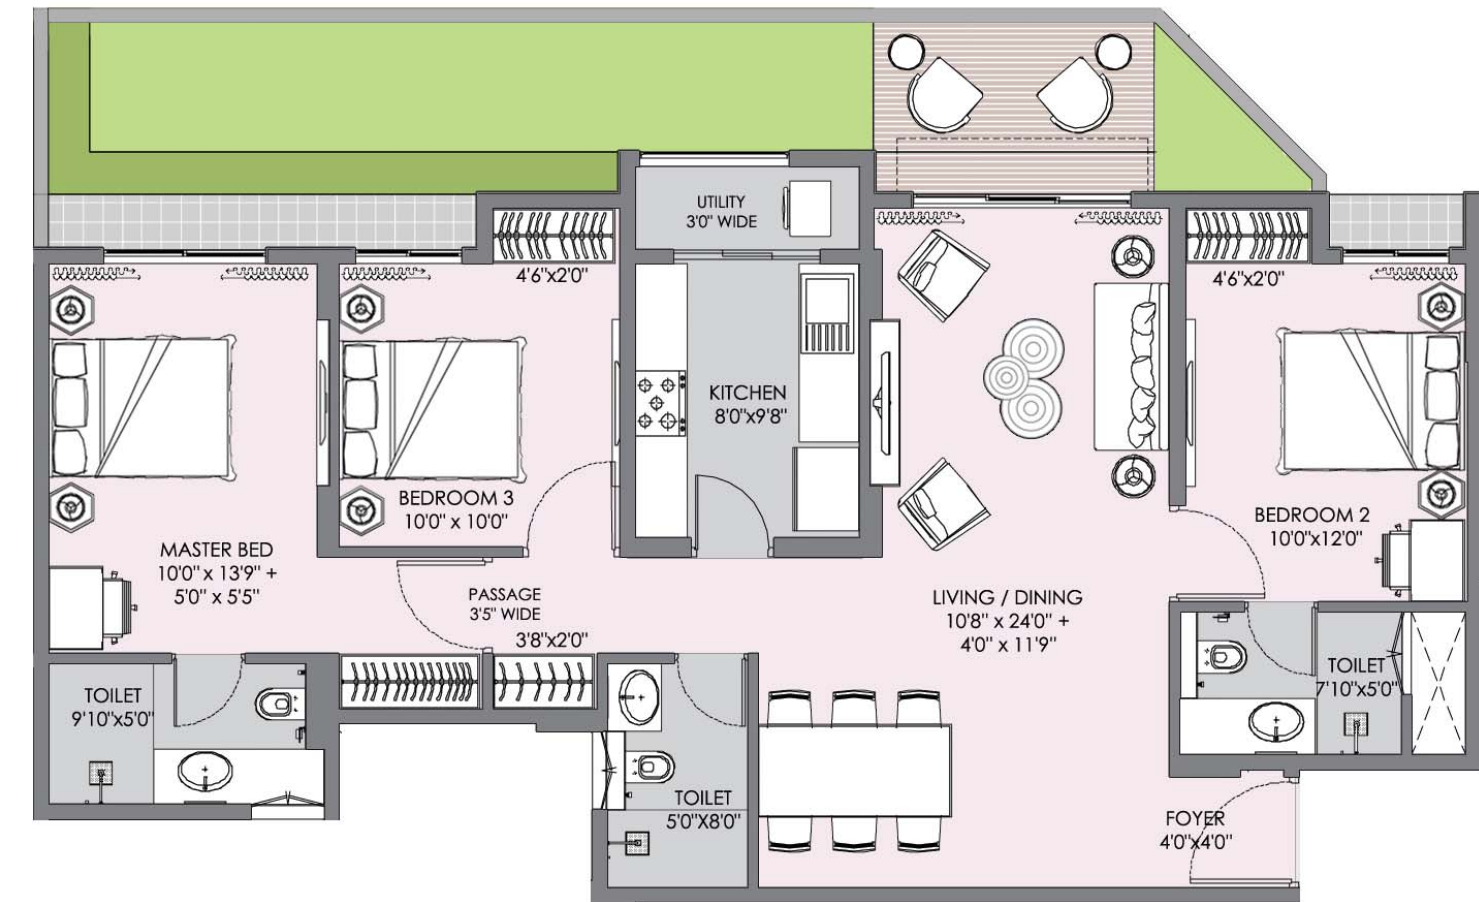 UTILITY
3'0" WIDE
4'6"x2'0"
4'6"x2'0"
KITCHEN
8'0"x9'8"
BEDROOM 3
10'0" x 10'0"
BEDROOM 2
10'0"x12'0"
MASTER BED
10'0" x 13'9" +
5'0" x 5'5"
PASSAGE
3'5" WIDE
3'8"x2'0"
LIVING / DINING
10'8" x 24'0" +
4'0" x 11'9"
TOILET
9'10"x5'0"
TOILET
7'10"x5'0"
TOILET
5'0"X8'0"
FOYER
4'0"x4'0"